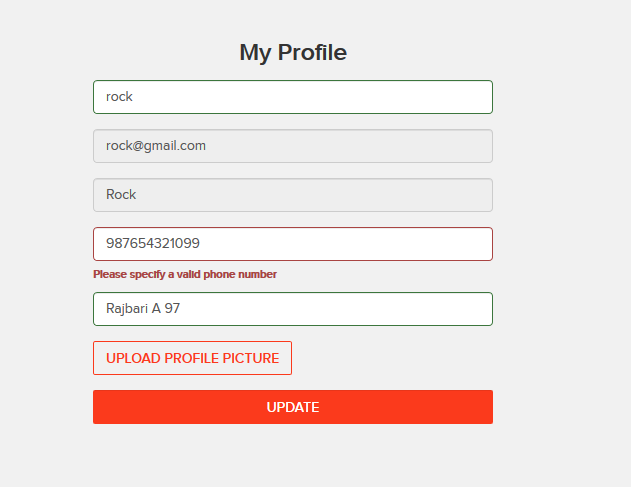 My Profile
rock
rock@gmail.com
Rock
987654321099
Please specify a valid phone number
Rajbari A 97
UPLOAD PROFILE PICTURE
UPDATE